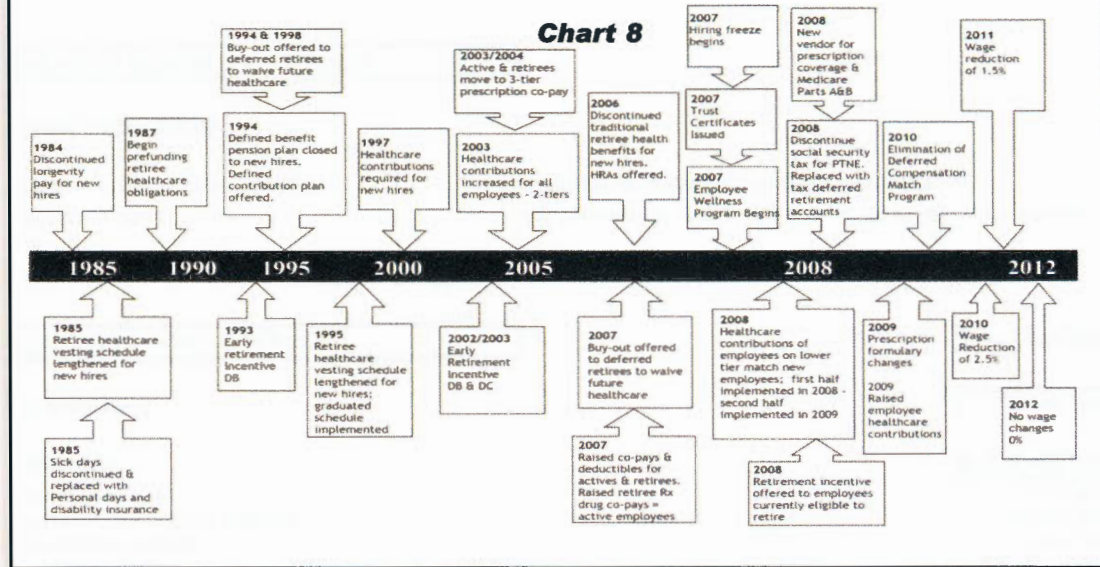 Chart 8
1994 & 1998
Buy-out offered to
deferred retirees
to waive future
healthcare
2003/2004
Active & retirees
move to 3-tier
prescription co-pay
2007
Hiring freeze
begins
2008
New
vendor for
prescription
coverage &
Medicare
Parts A&B
2011
Wage
reduction
of 1.5%
1984
Discontinued
longevity
pay for new
hires
1987
Begin
prefunding
retiree
healthcare
obligations
1994
Defined benefit
pension plan closed
to new hires.
Defined
contribution plan
offered.
1997
Healthcare
contributions
required for
new hires
2003
Healthcare
contributions
increased for all
employees - 2-tiers
2006
Discontinued
traditional
retiree health
benefits for
new hires.
HRAs offered.
2007
Trust
Certificates
Issued
2007
Employee
Wellness
Program Begins
2008
Discontinue
social security
tax for PTNE.
Replaced with
tax deferred
retirement
accounts
2010
Elimination of
Deferred
Compensation
Match
Program
1985 1990 1995 2000 2005 2008 2012
1985
Retiree healthcare
vesting schedule
lengthened for
new hires
1985
Sick days
discontinued &
replaced with
Personal days and
disability insurance
1993
Early
retirement
Incentive
DB
1995
Retiree
healthcare
vesting schedule
lengthened for
new hires;
graduated
schedule
implemented
2002/2003
Early
Retirement
Incentive
DB & DC
2007
Buy-out offered
to deferred
retirees to waive
future
healthcare
2007
Raised co-pays &
deductibles for
actives & retirees.
Raised retiree Rx
drug co-pays =
active employees
2008
Healthcare
contributions of
employees on lower
tier match new
employees; first half
implemented in 2008 -
second half
implemented in 2009
2008
Retirement incentive
offered to employees
currently eligible to
retire
2009
Prescription
formulary
changes
2009
Raised
employee
healthcare
contributions
2010
Wage
Reduction
of 2.5%
2012
No wage
changes
0%